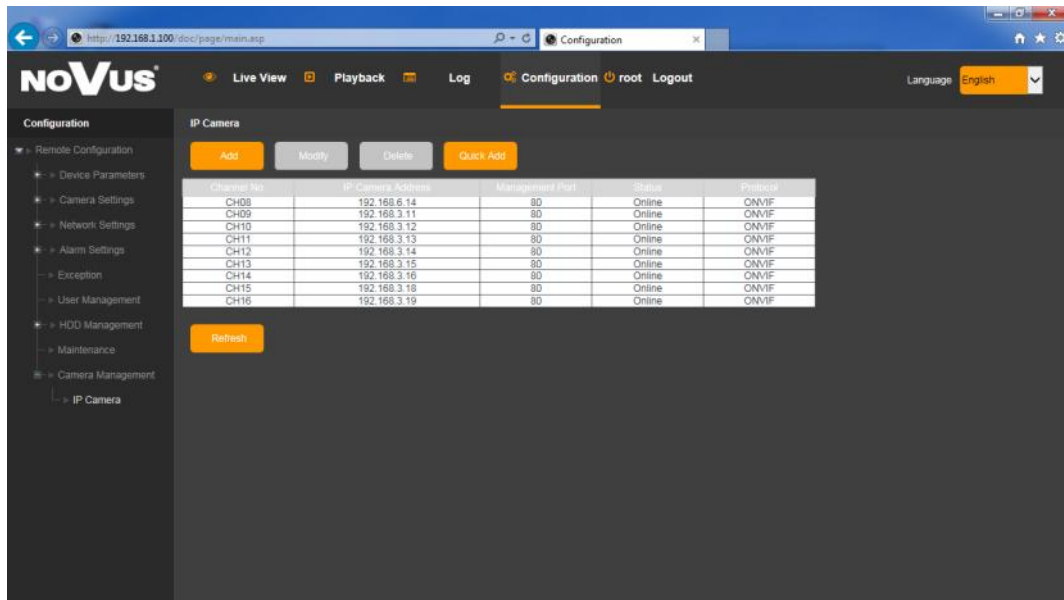 http://192.168.1.100/doc/page/main.asp
Configuration
NOVUS
Live View Playback Log Configuration root Logout
Language English
Configuration
IP Camera
Remote Configuration
Device Parameters
Camera Settings
Network Settings
Alarm Settings
Exception
User Management
HDD Management
Maintenance
Camera Management
IP Camera
Add Modify Delete Quick Add
Channel No IP Camera Address Management Port Status Protocol
CH08 192.168.6.14 80 Online ONVIF
CH09 192.168.3.11 80 Online ONVIF
CH10 192.168.3.12 80 Online ONVIF
CH11 192.168.3.13 80 Online ONVIF
CH12 192.168.3.14 80 Online ONVIF
CH13 192.168.3.15 80 Online ONVIF
CH14 192.168.3.16 80 Online ONVIF
CH15 192.168.3.18 80 Online ONVIF
CH16 192.168.3.19 80 Online ONVIF
Refresh